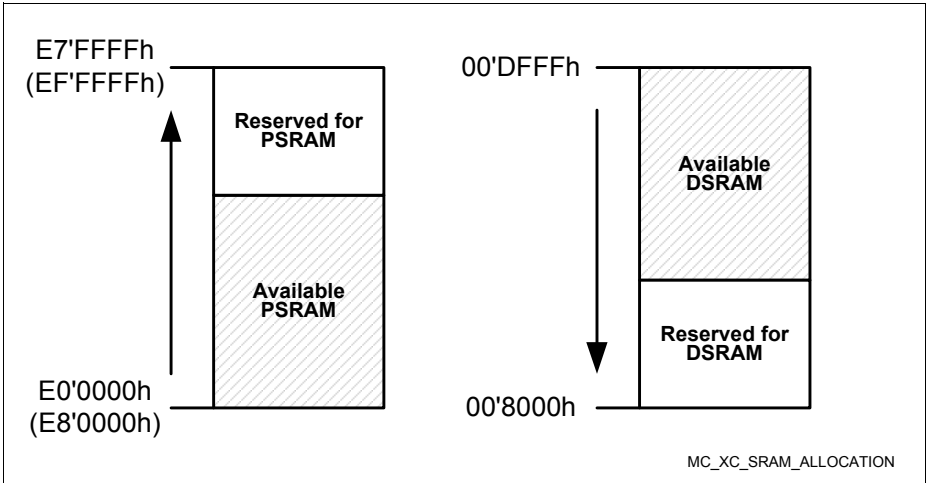 E7'FFFFh
(EF'FFFFh)
Reserved for
PSRAM
Available
PSRAM
E0'0000h
(E8'0000h)
00'DFFFh
Available
DSRAM
Reserved for
DSRAM
00'8000h
MC_XC_SRAM_ALLOCATION